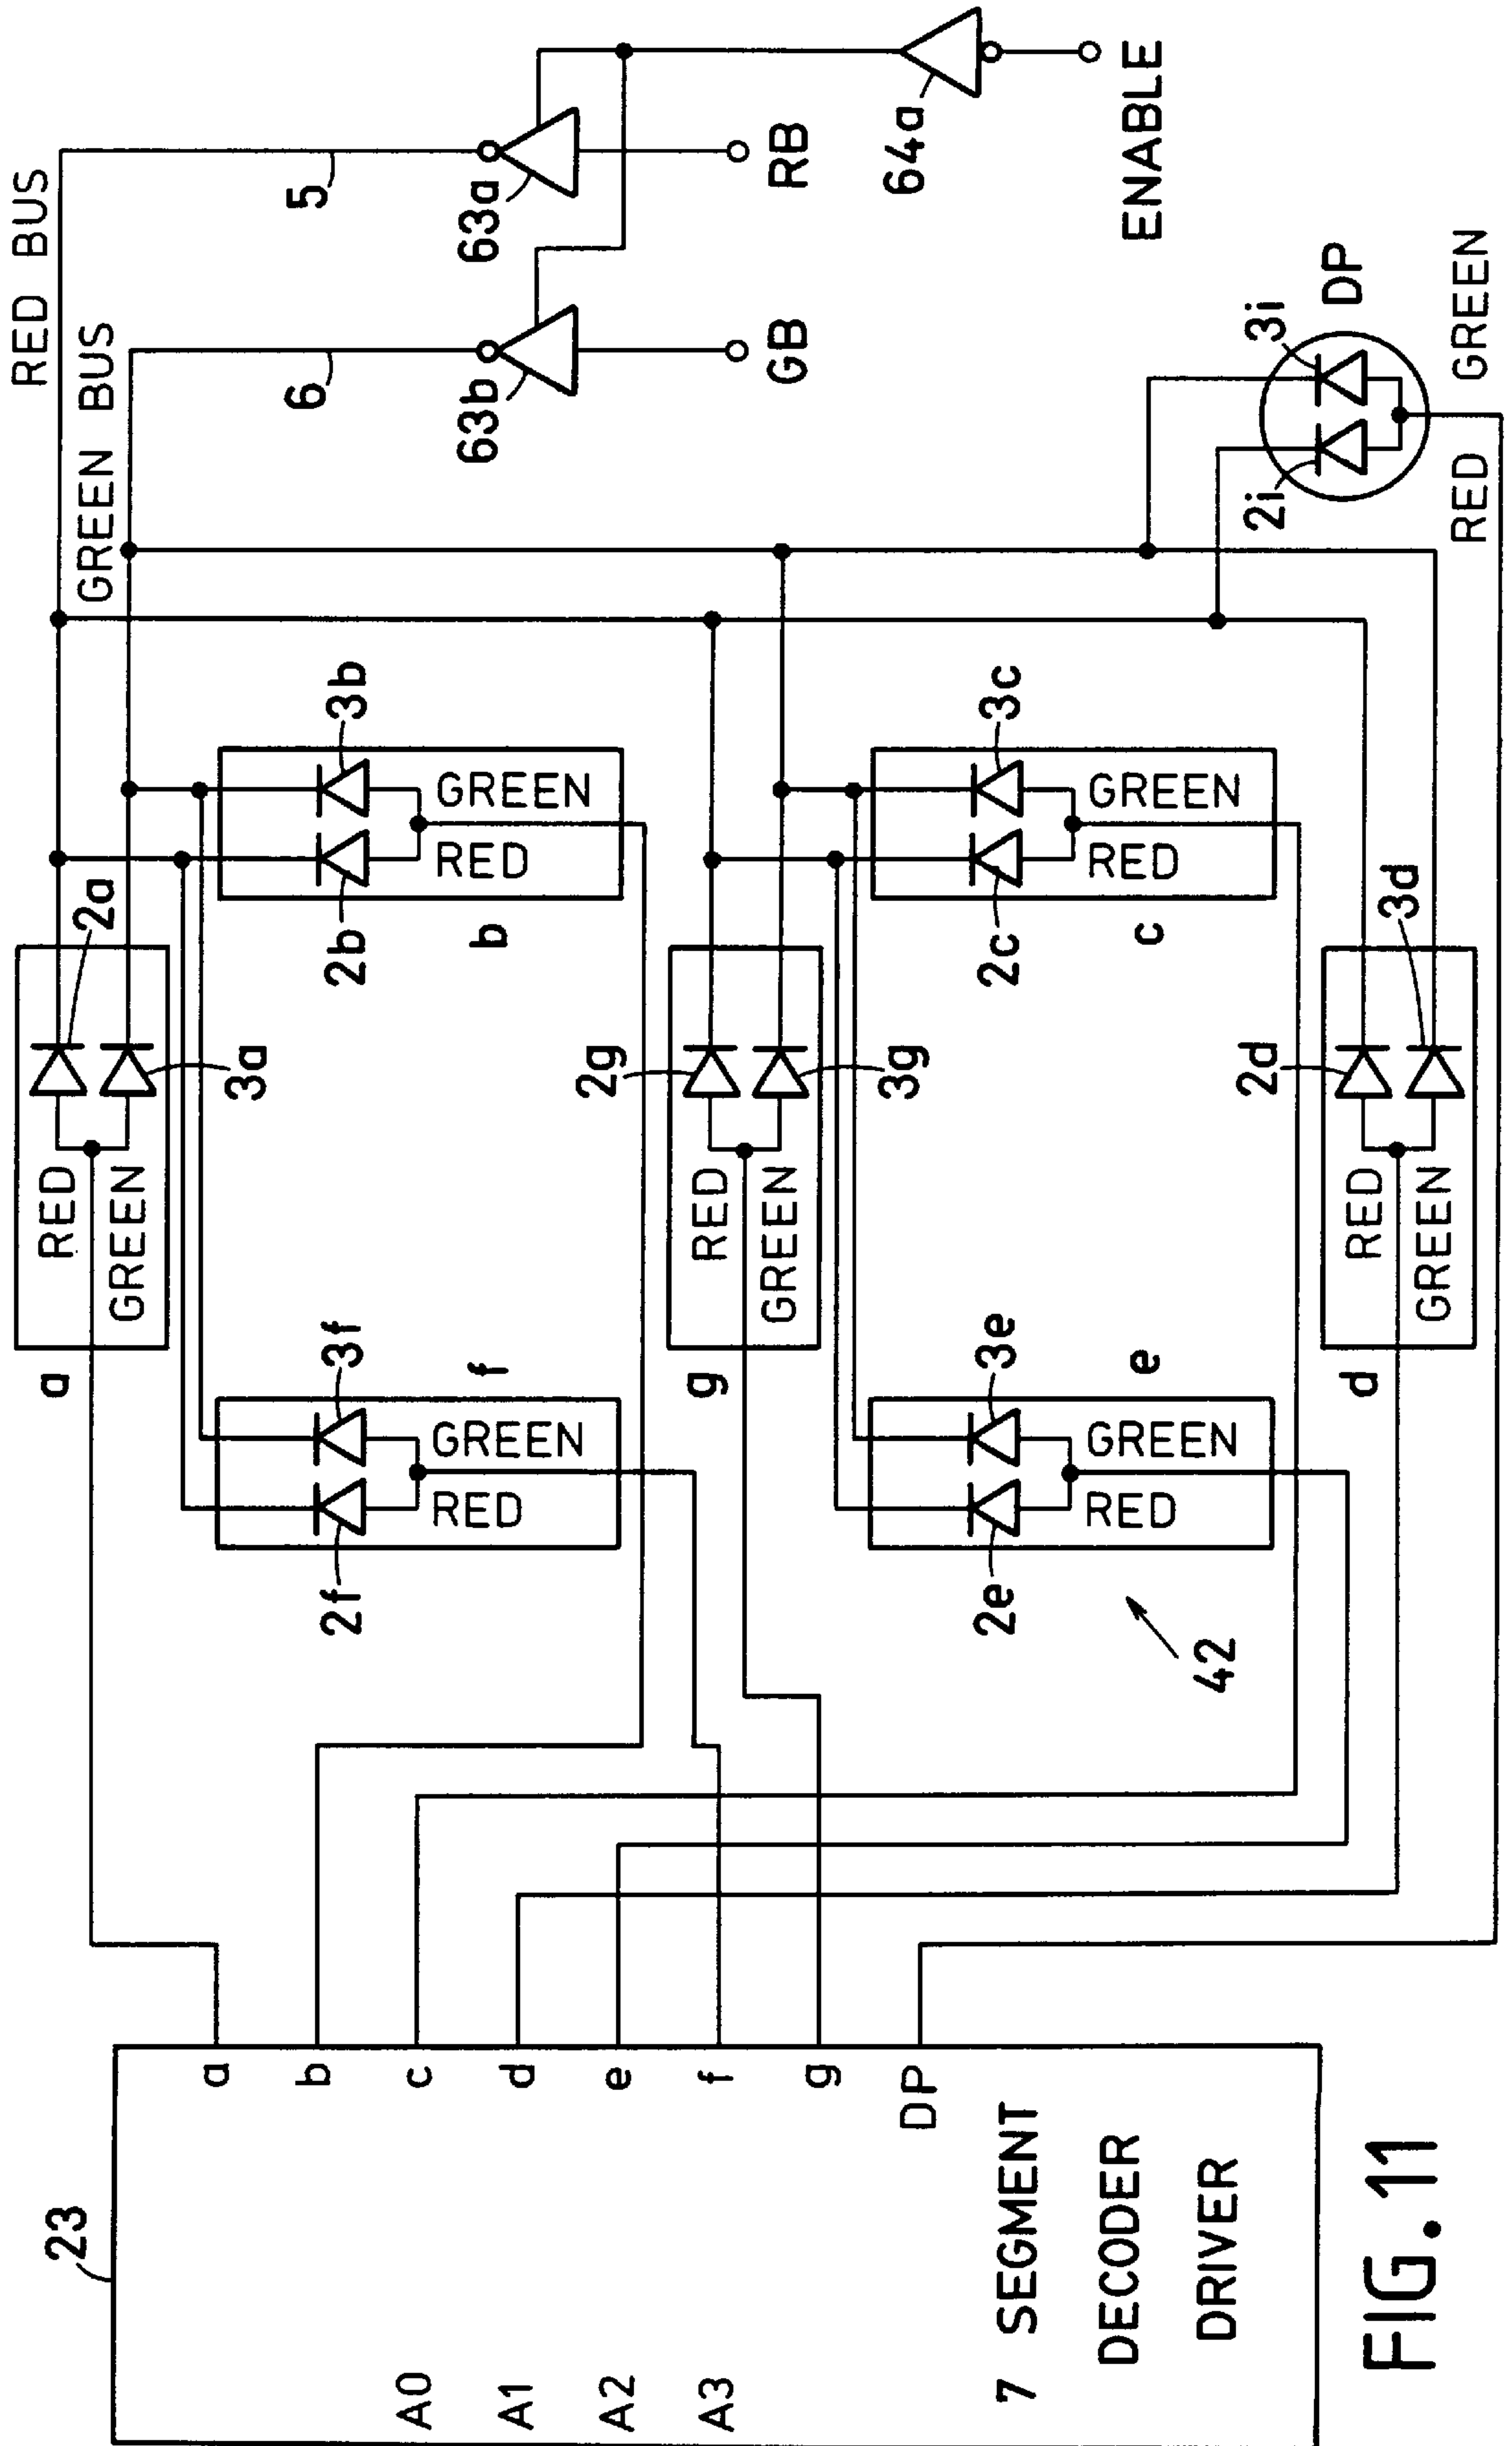 23
A0
A1
A2
A3
a
b
c
d
e
f
g
DP
7 SEGMENT
DECODER
DRIVER
a
RED
GREEN
2a
3a
f
2f
3f
RED
GREEN
b
2b
3b
RED
GREEN
g
RED
GREEN
2g
3g
e
2e
3e
RED
GREEN
c
2c
3c
RED
GREEN
d
RED
GREEN
2d
3d
42
RED BUS
GREEN BUS
5
6
63a
63b
RB
GB
64a
ENABLE
2i
3i
DP
RED
GREEN
FIG. 11